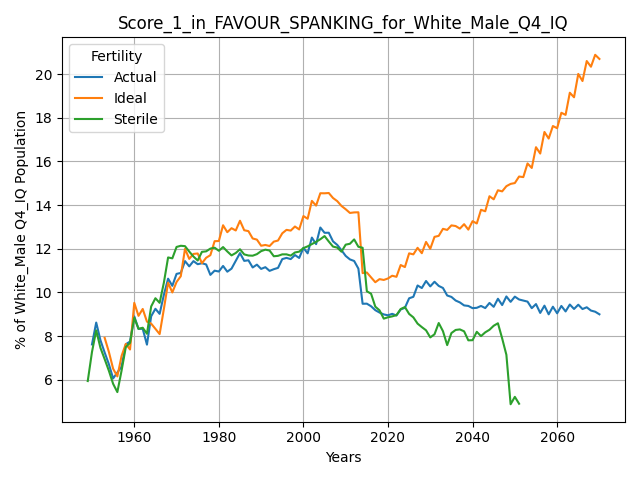 Score_1_in_FAVOUR_SPANKING_for_White_Male_Q4_IQ
Fertility
Actual
Ideal
Sterile
% of White_Male Q4_IQ Population
20
18
16
14
12
10
8
6
1960 1980 2000 2020 2040 2060
Years